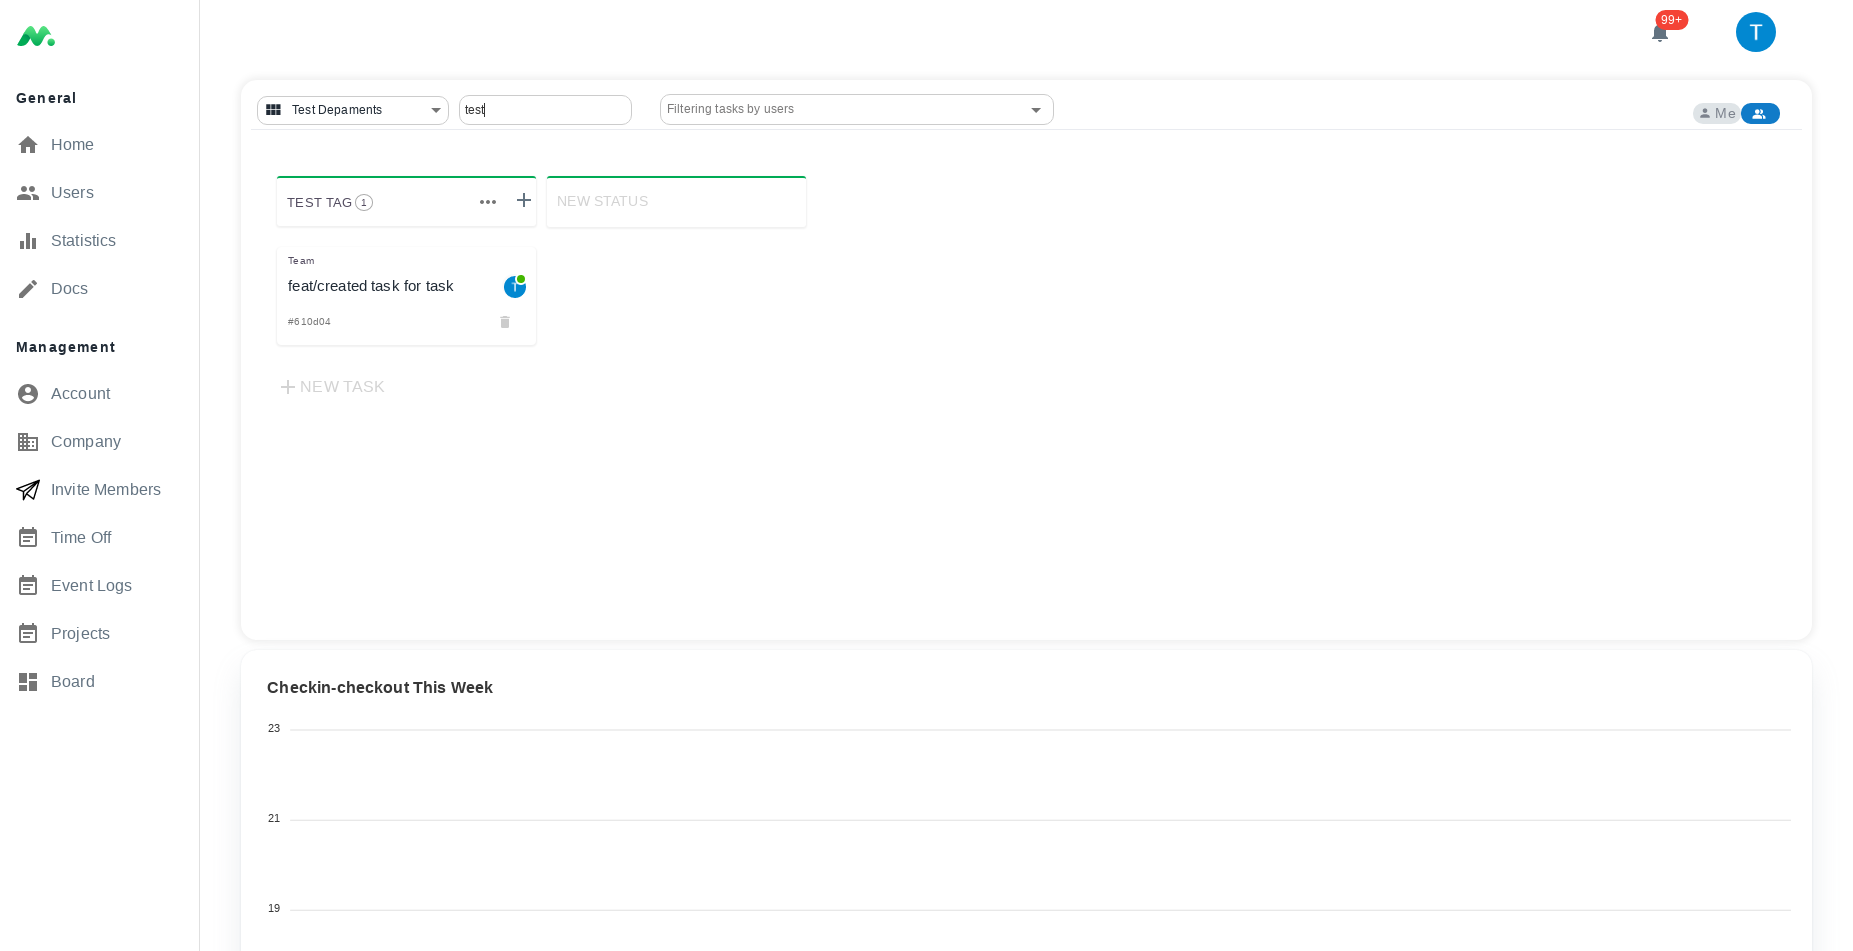 99+
T
General
Home
Users
Statistics
Docs
Management
Account
Company
Invite Members
Time Off
Event Logs
Projects
Board
Test Depaments
test
Filtering tasks by users
Me
TEST TAG 1
NEW STATUS
Team
feat/created task for task
T
#610d04
NEW TASK
Checkin-checkout This Week
23
21
19